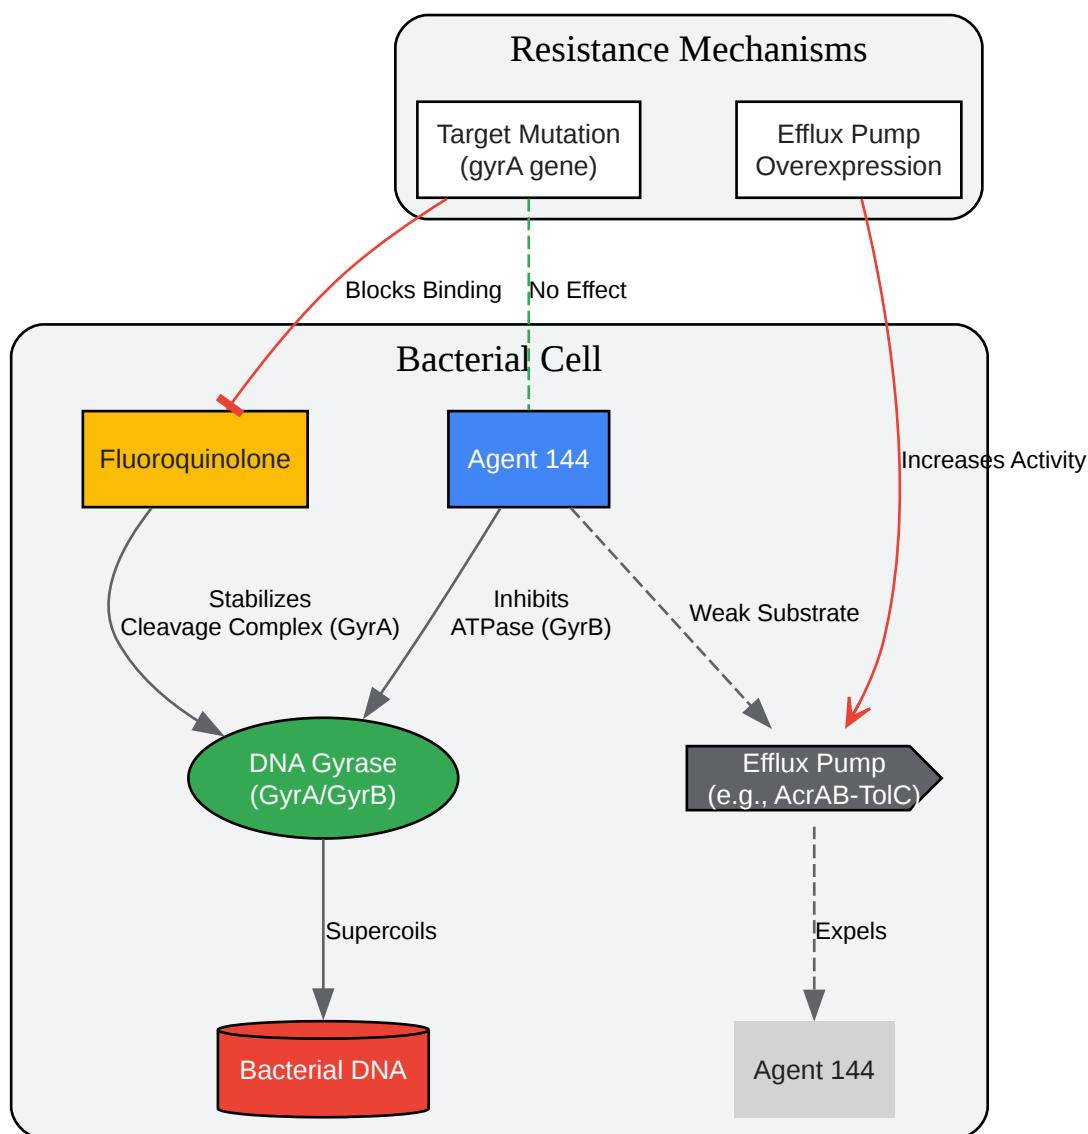 Resistance Mechanisms
Target Mutation
(gyrA gene)
Efflux Pump
Overexpression
Blocks Binding
No Effect
Bacterial Cell
Fluoroquinolone
Agent 144
Increases Activity
Stabilizes
Cleavage Complex (GyrA)
Inhibits
ATPase (GyrB)
Weak Substrate
DNA Gyrase
(GyrA/GyrB)
Efflux Pump
(e.g., AcrAB-TolC)
Supercoils
Expels
Bacterial DNA
Agent 144